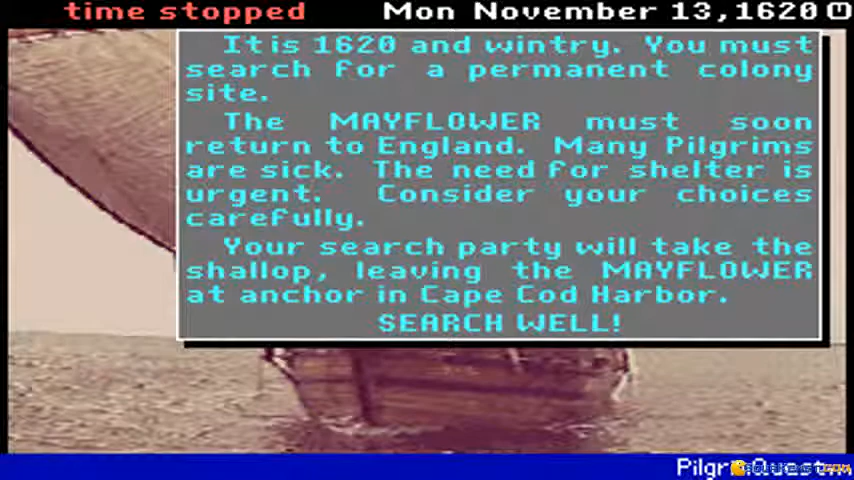 time stopped Mon November 13,1620
It is 1620 and wintry. You must
search for a permanent colony
site.
The MAYFLOWER must soon
return to England. Many Pilgrims
are sick. The need for shelter is
urgent. Consider your choices
carefully.
Your search party will take the
shallop, leaving the MAYFLOWER
at anchor in Cape Cod Harbor.
SEARCH WELL!